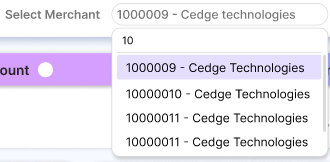 Select Merchant 1000009 - Cedge technologies
10
ount
1000009 - Cedge Technologies
10000010 - Cedge Technologies
10000011 - Cedge Technologies
10000011 - Cedge Technologies